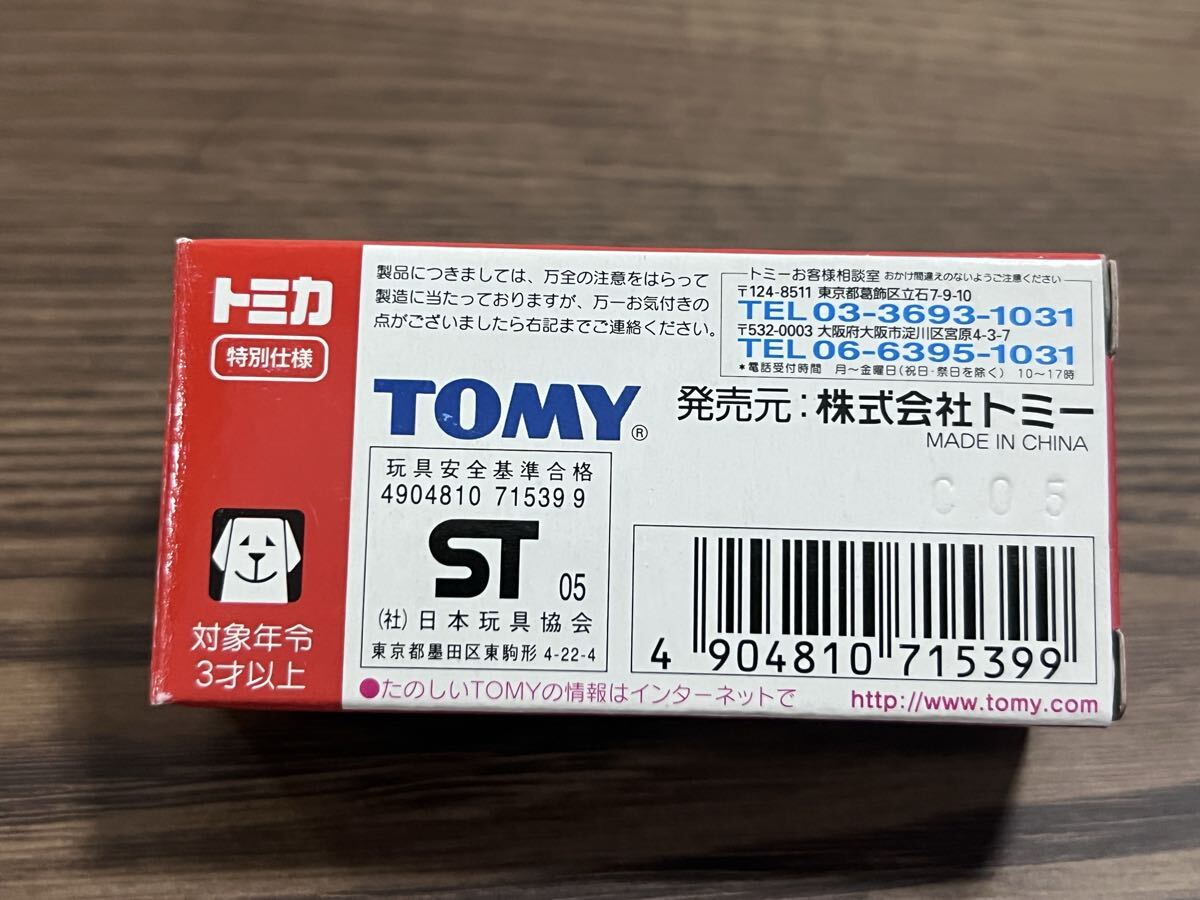 トミカ
特別仕様
対象年令
3才以上
製品につきましては、万全の注意をはらって
製造に当たっておりますが、万一お気付きの
点がございましたら右記までご連絡ください。
トミーお客様相談室 おかけ間違えのないようご注意ください
〒124-8511 東京都葛飾区立石7-9-10
TEL 03-3693-1031
〒532-0003 大阪府大阪市淀川区宮原4-3-7
TEL 06-6395-1031
*電話受付時間 月~金曜日(祝日・祭日を除く) 10~17時
TOMY®
発売元:株式会社トミー
MADE IN CHINA
C05
玩具安全基準合格
4904810 71539 9
ST 05
(社)日本玩具協会
東京都墨田区東駒形 4-22-4
4 904810 715399
●たのしいTOMYの情報はインターネットで http://www.tomy.com